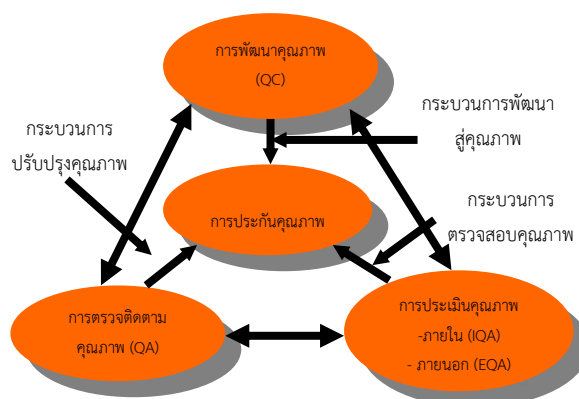 การพัฒนาคุณภาพ
(QC)
กระบวนการ
ปรับปรุงคุณภาพ
กระบวนการพัฒนา
สู่คุณภาพ
การประกันคุณภาพ
กระบวนการ
ตรวจสอบคุณภาพ
การตรวจติดตาม
คุณภาพ (QA)
การประเมินคุณภาพ
-ภายใน (IQA)
- ภายนอก (EQA)